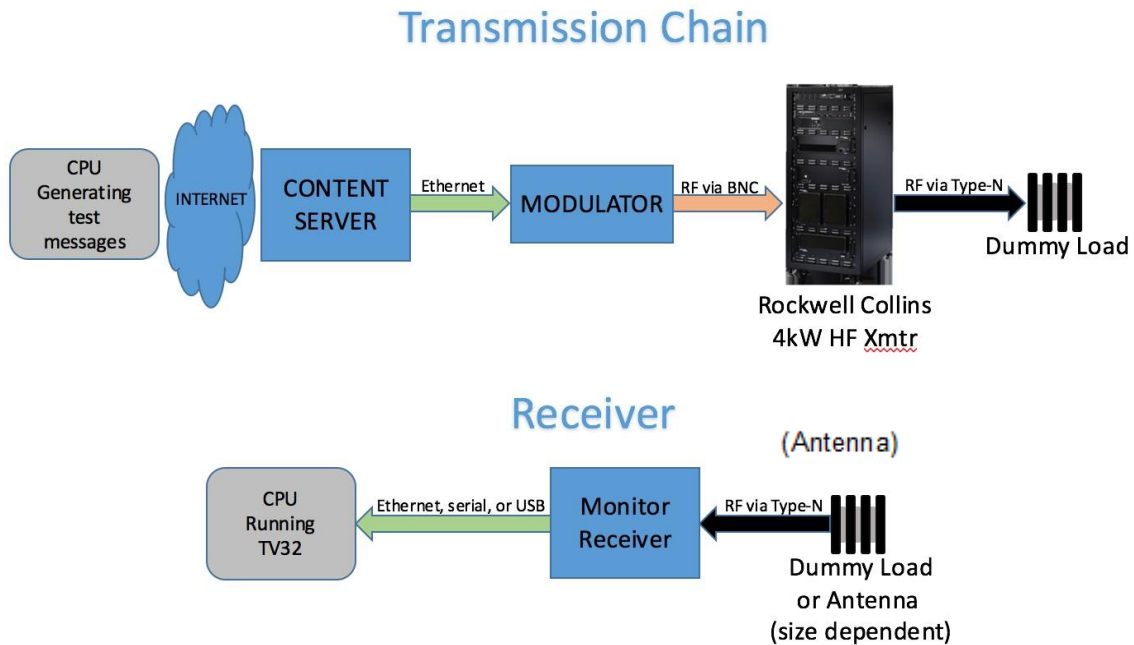 Transmission Chain
CPU
Generating
test
messages
INTERNET
CONTENT
SERVER
Ethernet
MODULATOR
RF via BNC
Rockwell Collins
4kW HF Xmtr
RF via Type-N
Dummy Load
Receiver
CPU
Running
TV32
Ethernet, serial, or USB
Monitor
Receiver
RF via Type-N
(Antenna)
Dummy Load
or Antenna
(size dependent)